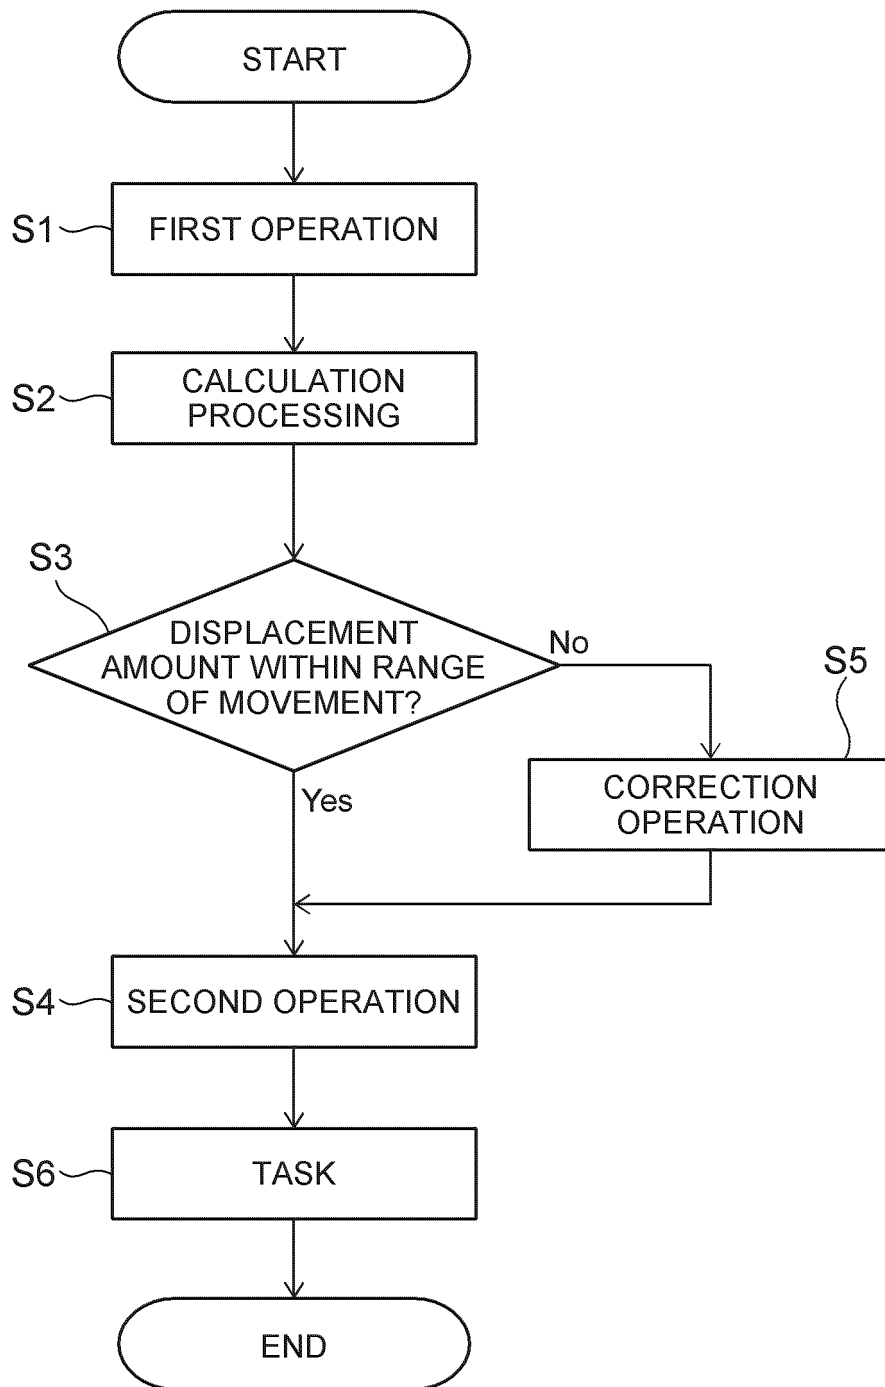 START
S1
FIRST OPERATION
S2
CALCULATION
PROCESSING
S3
DISPLACEMENT
AMOUNT WITHIN RANGE
OF MOVEMENT?
No
S5
CORRECTION
OPERATION
Yes
S4
SECOND OPERATION
S6
TASK
END